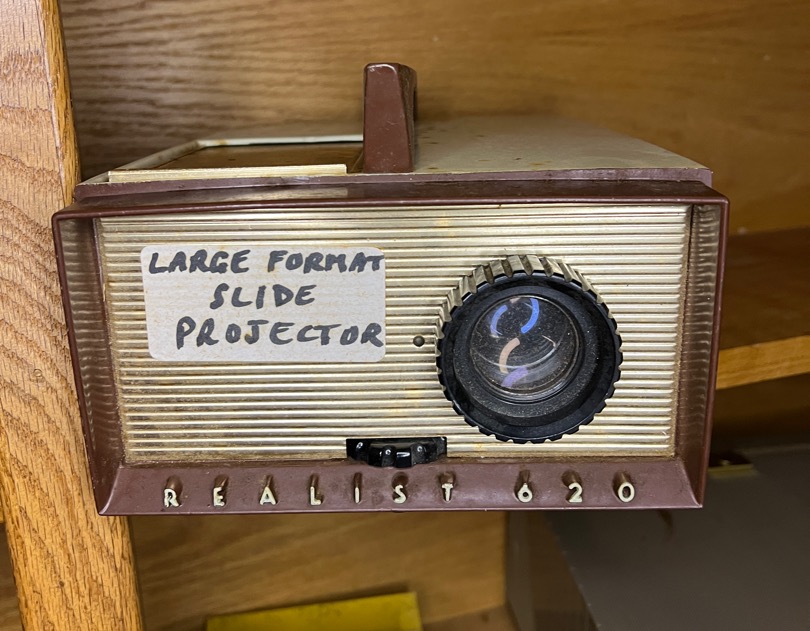 LARGE FORMAT
SLIDE
PROJECTOR
REALIST 620